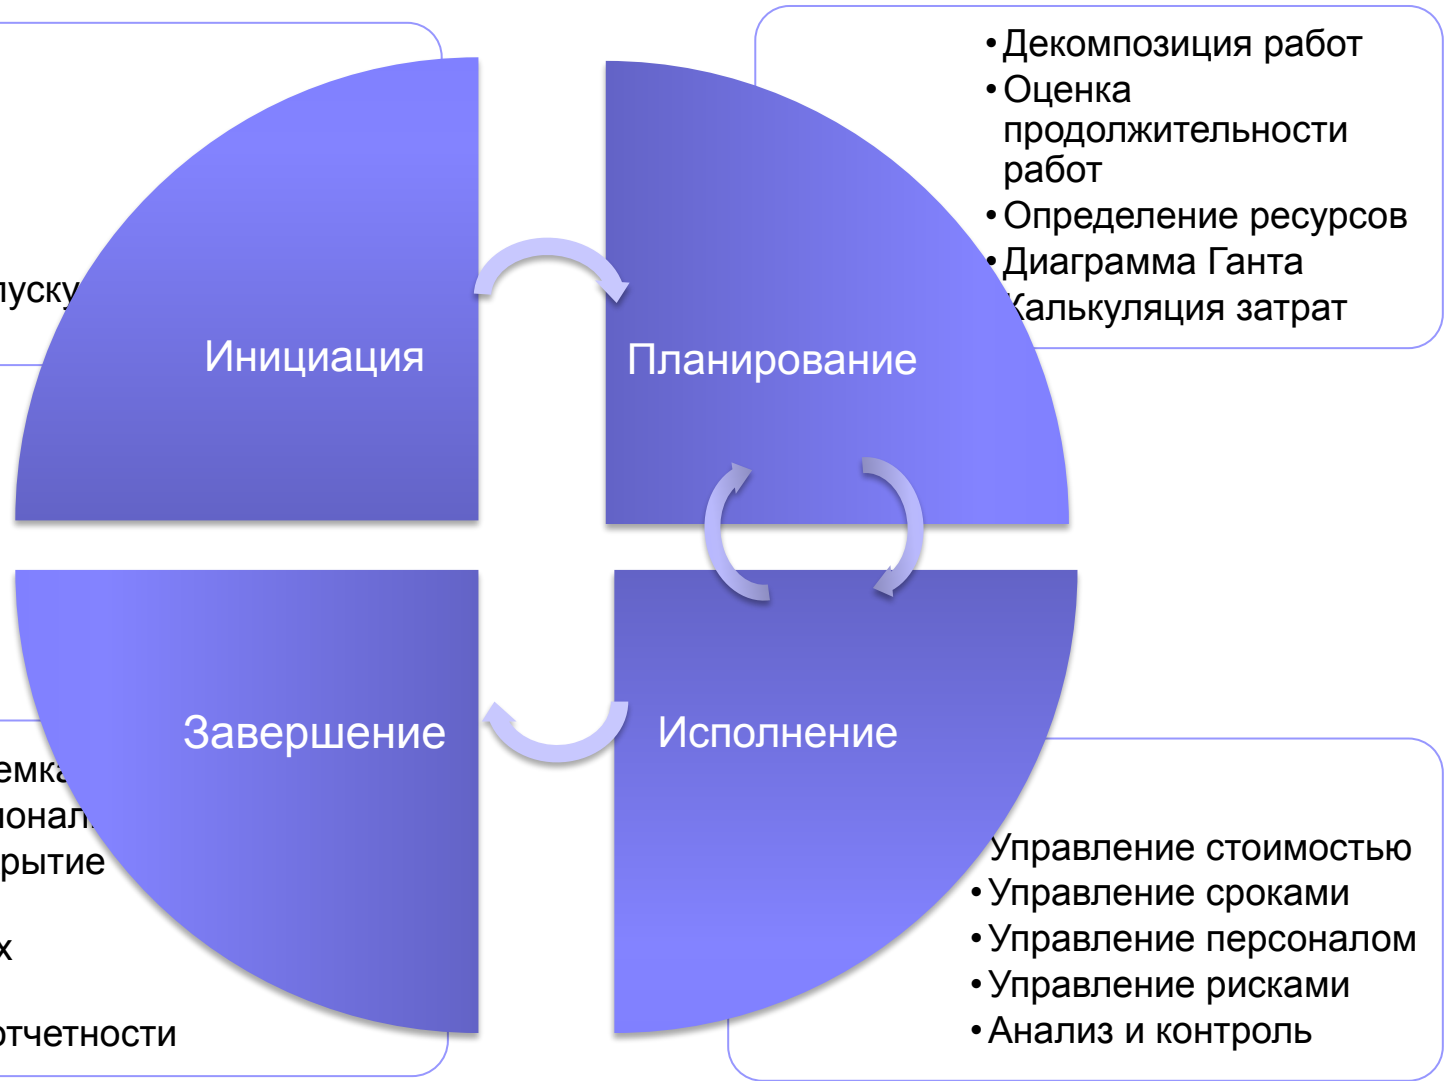 • Декомпозиция работ
• Оценка
продолжительности
работ
• Определение ресурсов
• Диаграмма Ганта
Калькуляция затрат
Инициация
Планирование
Завершение
Исполнение
рытие
х
отчетности
Управление стоимостью
• Управление сроками
• Управление персоналом
• Управление рисками
• Анализ и контроль